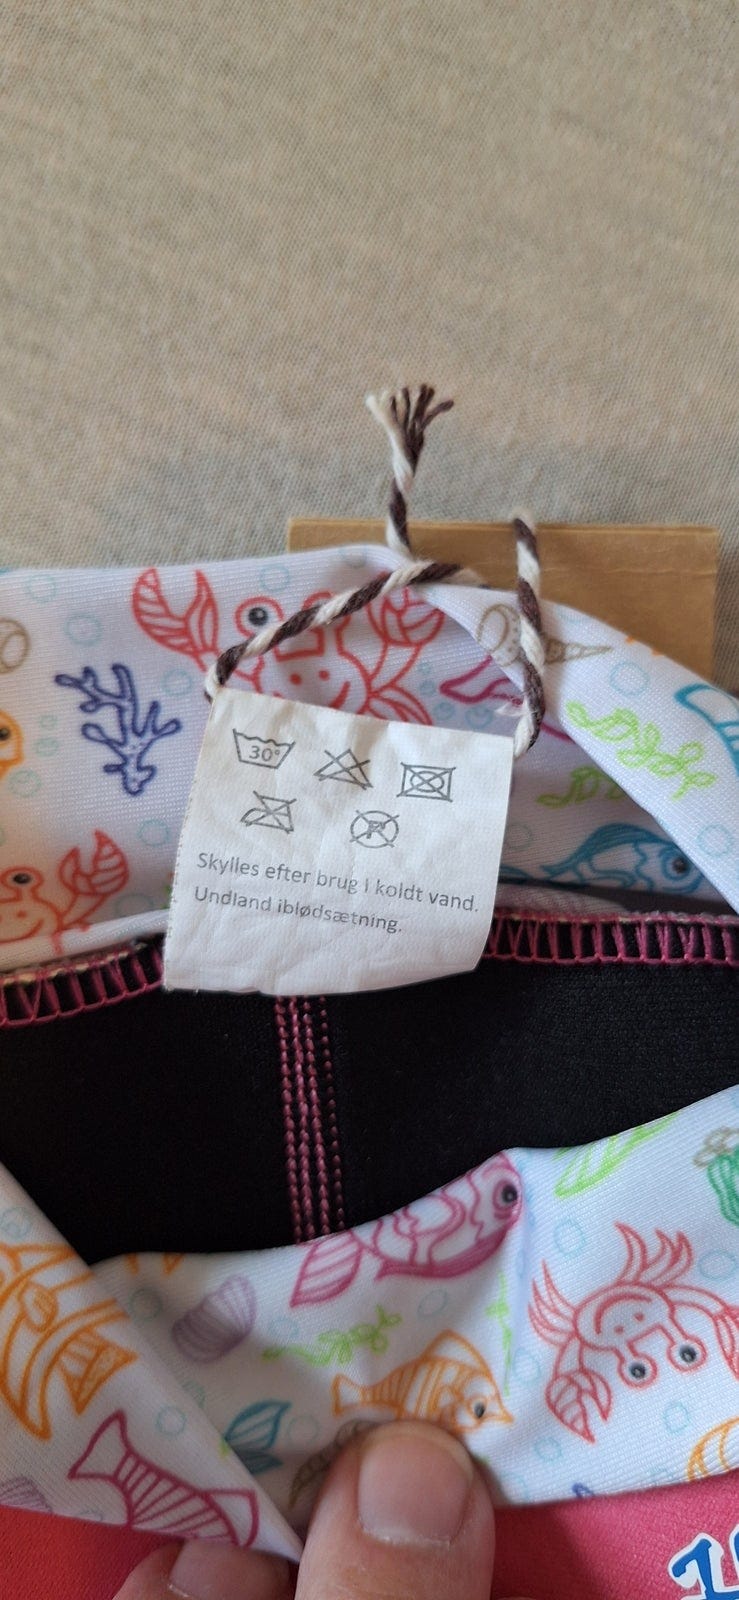 30°
P
Skylles efter brug I koldt vand.
Undland iblødsætning.